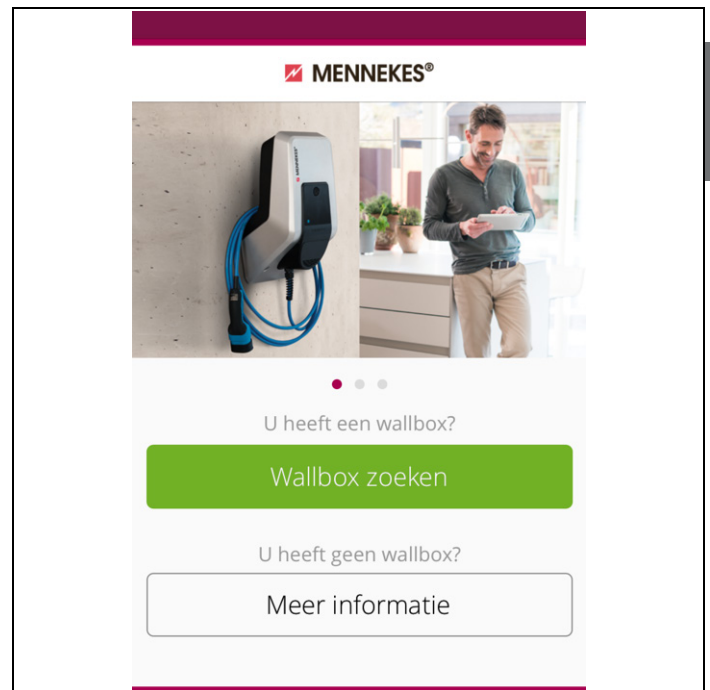 MENNEKES®
U heeft een wallbox?
Wallbox zoeken
U heeft geen wallbox?
Meer informatie